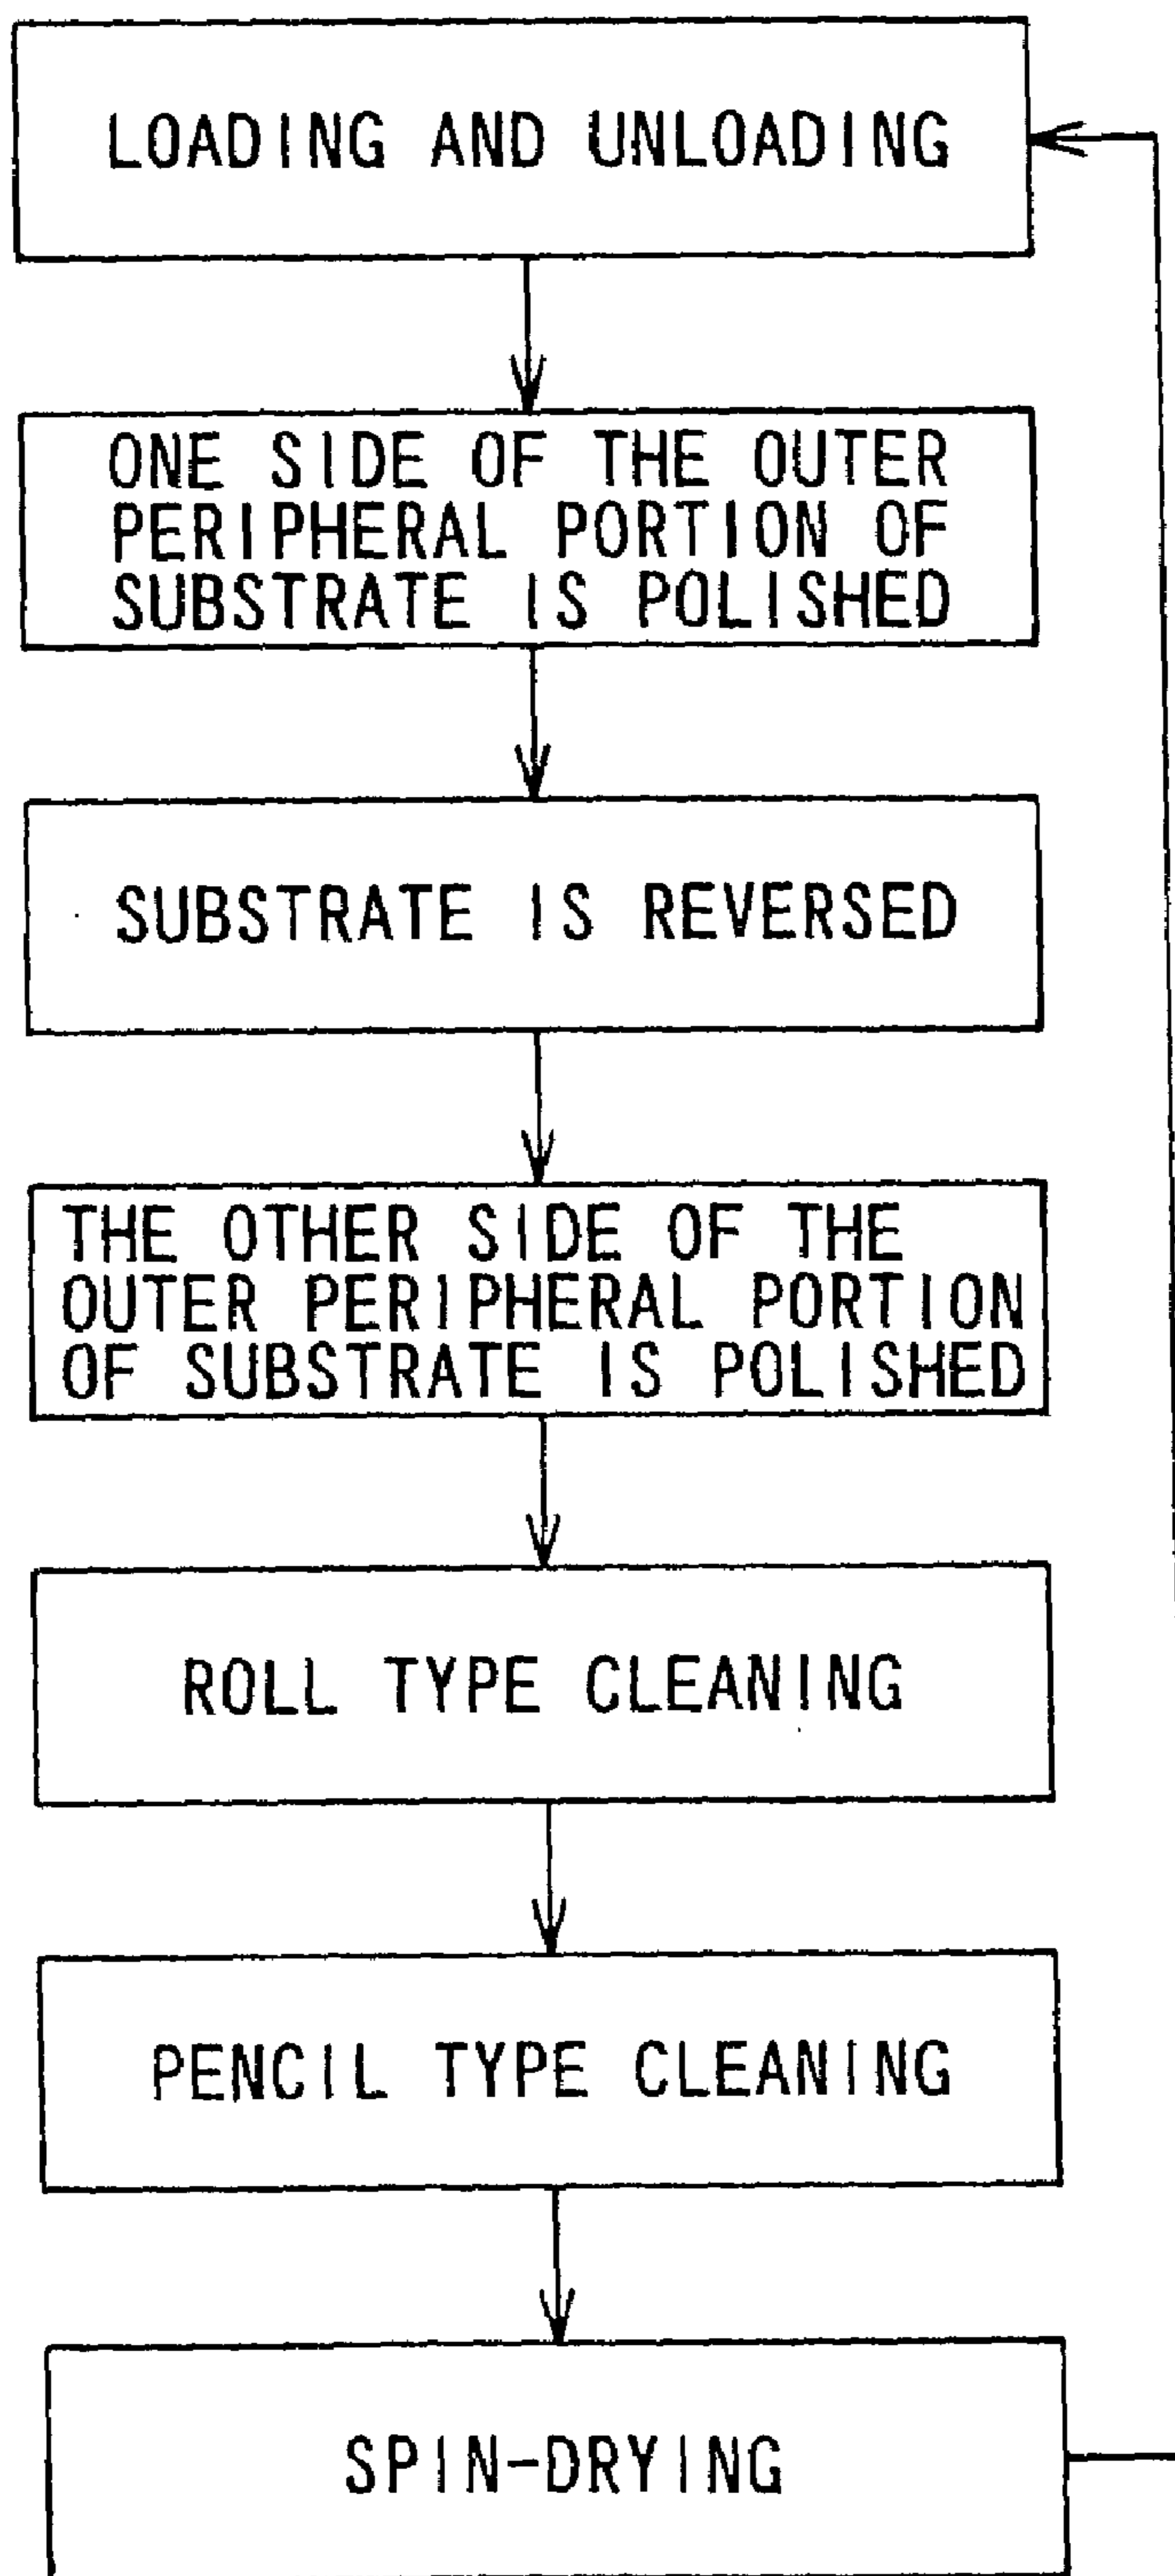 LOADING AND UNLOADING
ONE SIDE OF THE OUTER
PERIPHERAL PORTION OF
SUBSTRATE IS POLISHED
SUBSTRATE IS REVERSED
THE OTHER SIDE OF THE
OUTER PERIPHERAL PORTION
OF SUBSTRATE IS POLISHED
ROLL TYPE CLEANING
PENCIL TYPE CLEANING
SPIN-DRYING